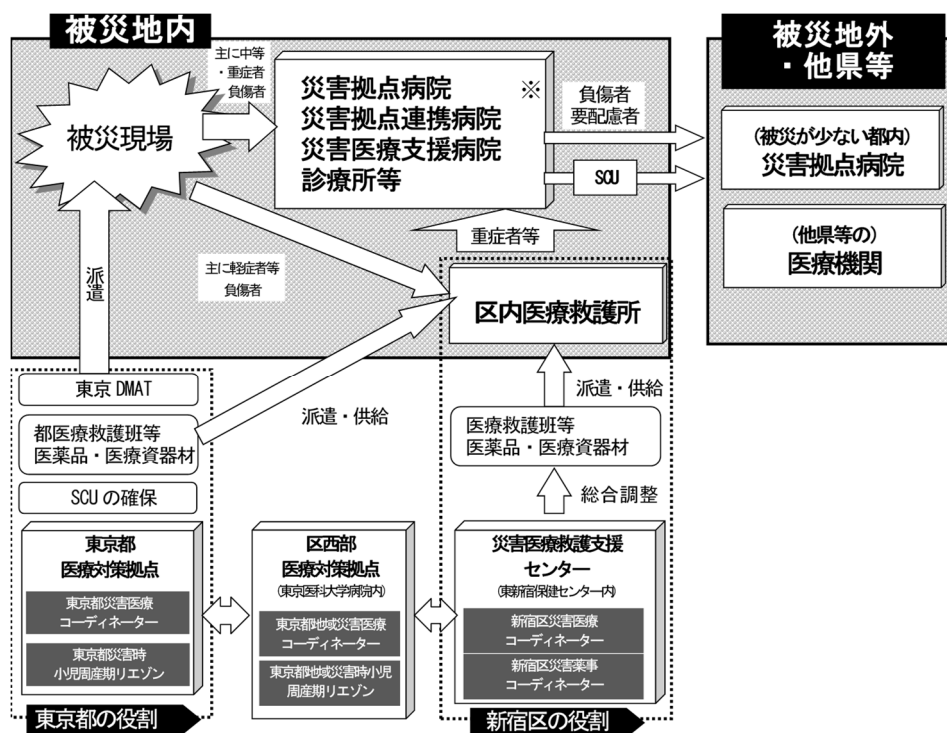 被災地内
被災地外
・他県等
主に中等
・重症者
負傷者
被災現場
災害拠点病院
※
災害拠点連携病院
災害医療支援病院
診療所等
負傷者
要配慮者
SCU
(被災が少ない都内)
災害拠点病院
(他県等の)
医療機関
重症者等
派遣
主に軽症者等
負傷者
区内医療救護所
東京 DMAT
都医療救護班等
医薬品・医療資器材
SCU の確保
派遣・供給
派遣・供給
医療救護班等
医薬品・医療資器材
総合調整
東京都
医療対策拠点
東京都災害医療
コーディネーター
東京都災害時
小児周産期リエゾン
区西部
医療対策拠点
(東京医科大学病院内)
東京都地域災害医療
コーディネーター
東京都地域災害時小児
周産期リエゾン
災害医療救護支援
センター
(東新宿保健センター内)
新宿区災害医療
コーディネーター
新宿区災害薬事
コーディネーター
東京都の役割
新宿区の役割